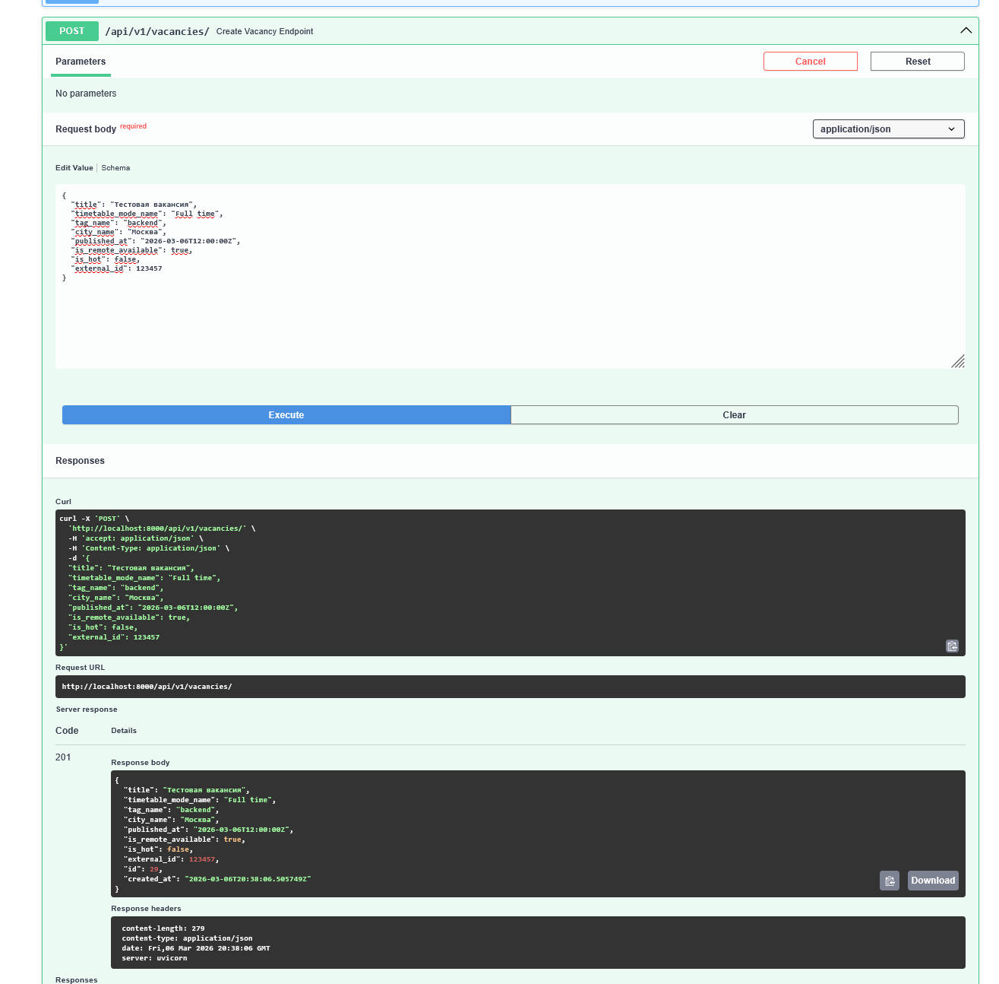 POST /api/v1/vacancies/ Create Vacancy Endpoint
Parameters Cancel Reset
No parameters
Request body required application/json
Edit Value Schema
{
"title": "Тестовая вакансия",
"timetable_mode_name": "Full time",
"tag_name": "backend",
"city_name": "Москва",
"published_at": "2026-03-06T12:00:00Z",
"is_remote_available": true,
"is_hot": false,
"external_id": 123457
}
Execute Clear
Responses
Curl
curl -X 'POST' \
'http://localhost:8000/api/v1/vacancies/' \
-H 'accept: application/json' \
-H 'Content-Type: application/json' \
-d '{
"title": "Тестовая вакансия",
"timetable_mode_name": "Full time",
"tag_name": "backend",
"city_name": "Москва",
"published_at": "2026-03-06T12:00:00Z",
"is_remote_available": true,
"is_hot": false,
"external_id": 123457
}'
Request URL
http://localhost:8000/api/v1/vacancies/
Server response
Code Details
201
Response body
{
"title": "Тестовая вакансия",
"timetable_mode_name": "Full time",
"tag_name": "backend",
"city_name": "Москва",
"published_at": "2026-03-06T12:00:00Z",
"is_remote_available": true,
"is_hot": false,
"external_id": 123457,
"id": 29,
"created_at": "2026-03-06T20:38:06.505749Z"
}
Download
Response headers
content-length: 279
content-type: application/json
date: Fri,06 Mar 2026 20:38:06 GMT
server: uvicorn
Responses